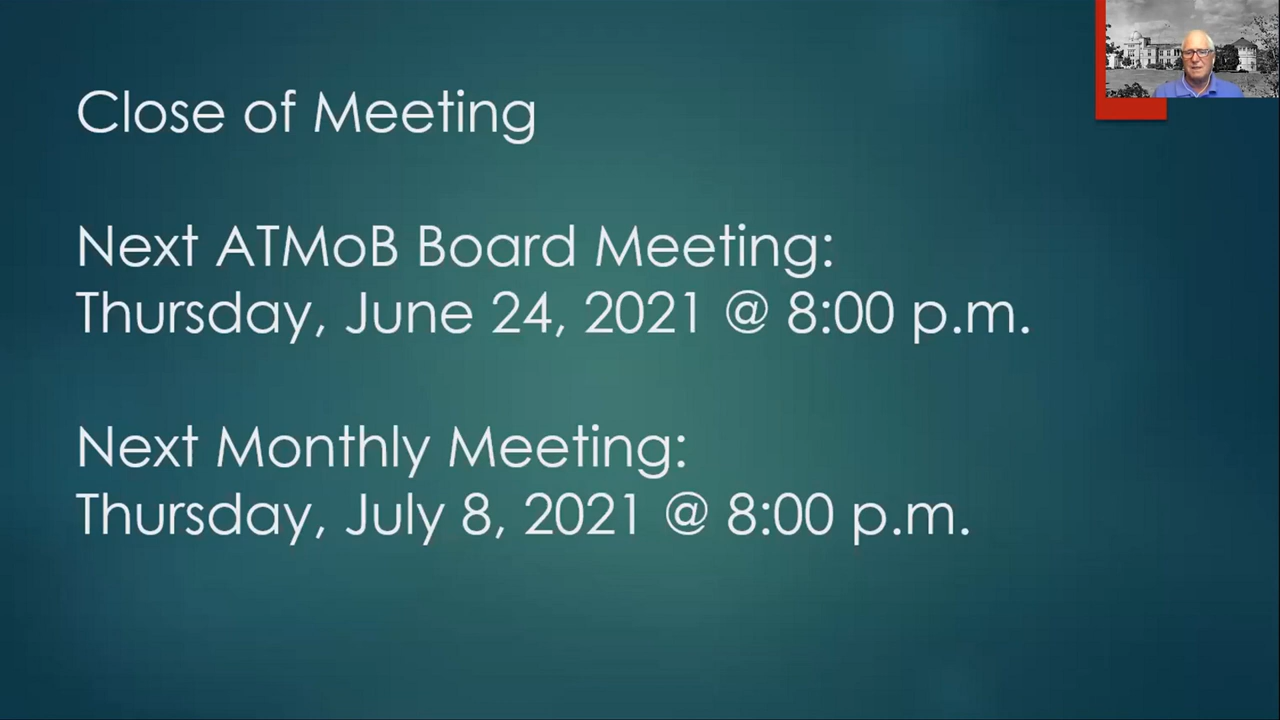 Close of Meeting
Next ATMoB Board Meeting:
Thursday, June 24, 2021 @ 8:00 p.m.
Next Monthly Meeting:
Thursday, July 8, 2021 @ 8:00 p.m.